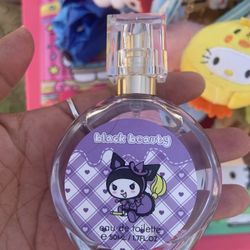 black beauty
eau de toilette
50ML / 1.7FL.OZ